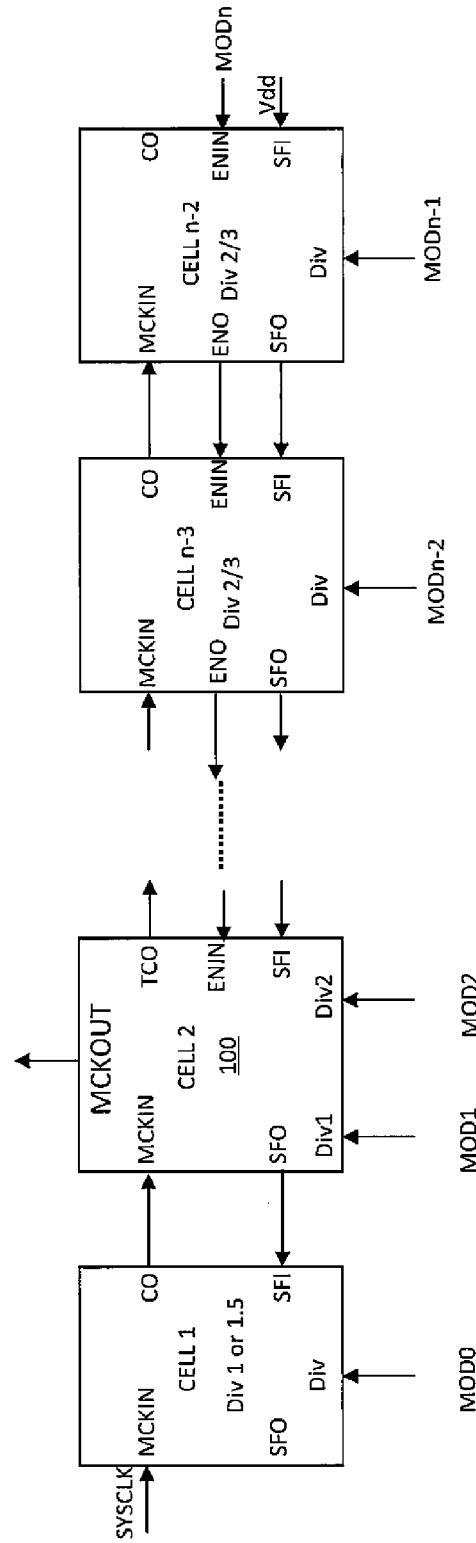 SYSCLK
MCKIN
CO
CELL 1
Div 1 or 1.5
SFO
SFI
Div
MOD0
MCKOUT
MCKIN
TCO
CELL 2
100
ENIN
SFO
SFI
Div1
Div2
MOD1
MOD2
MCKIN
CO
CELL n-3
Div 2/3
ENO
ENIN
SFO
SFI
Div
MODn-2
MCKIN
CO
CELL n-2
Div 2/3
ENO
ENIN
SFO
SFI
Div
MODn-1
MODn
Vdd